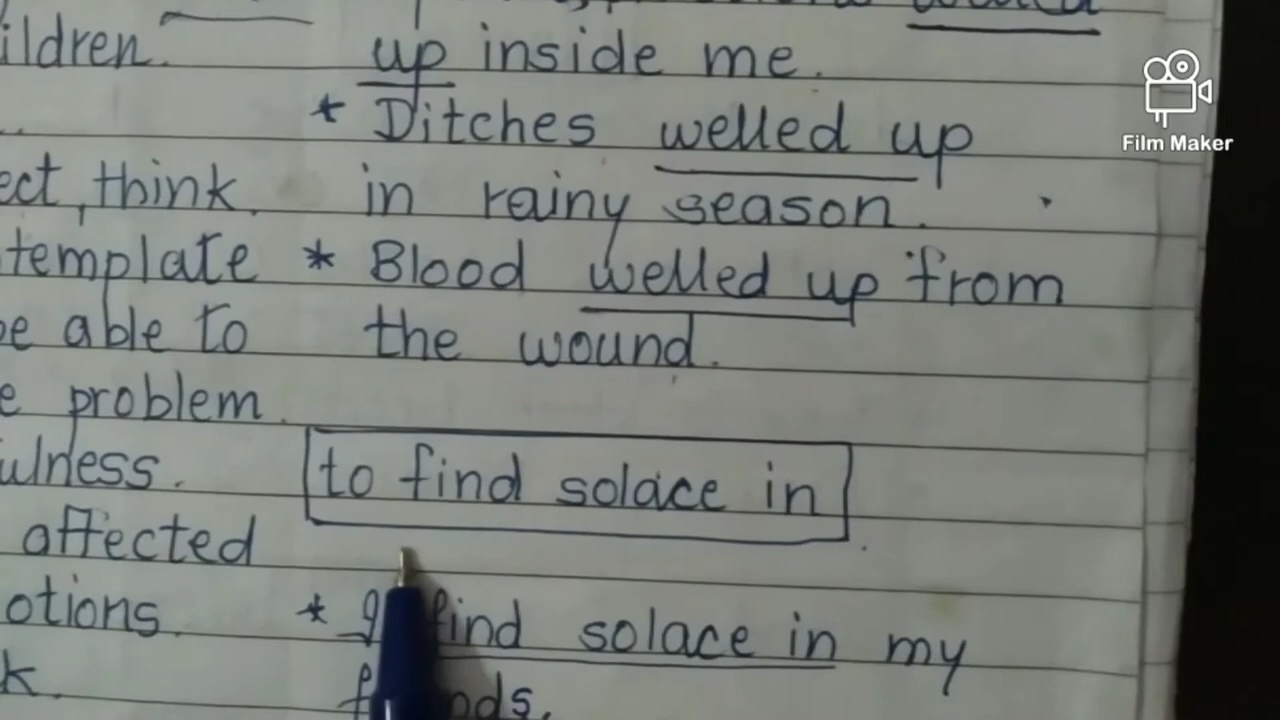 ildren.
up inside me.
* Ditches welled up
ect, think.
in rainy season.
template
* Blood welled up from
be able to
the wound.
e problem.
ulness.
to find solace in
affected
* I find solace in my
otions.
k.
Film Maker